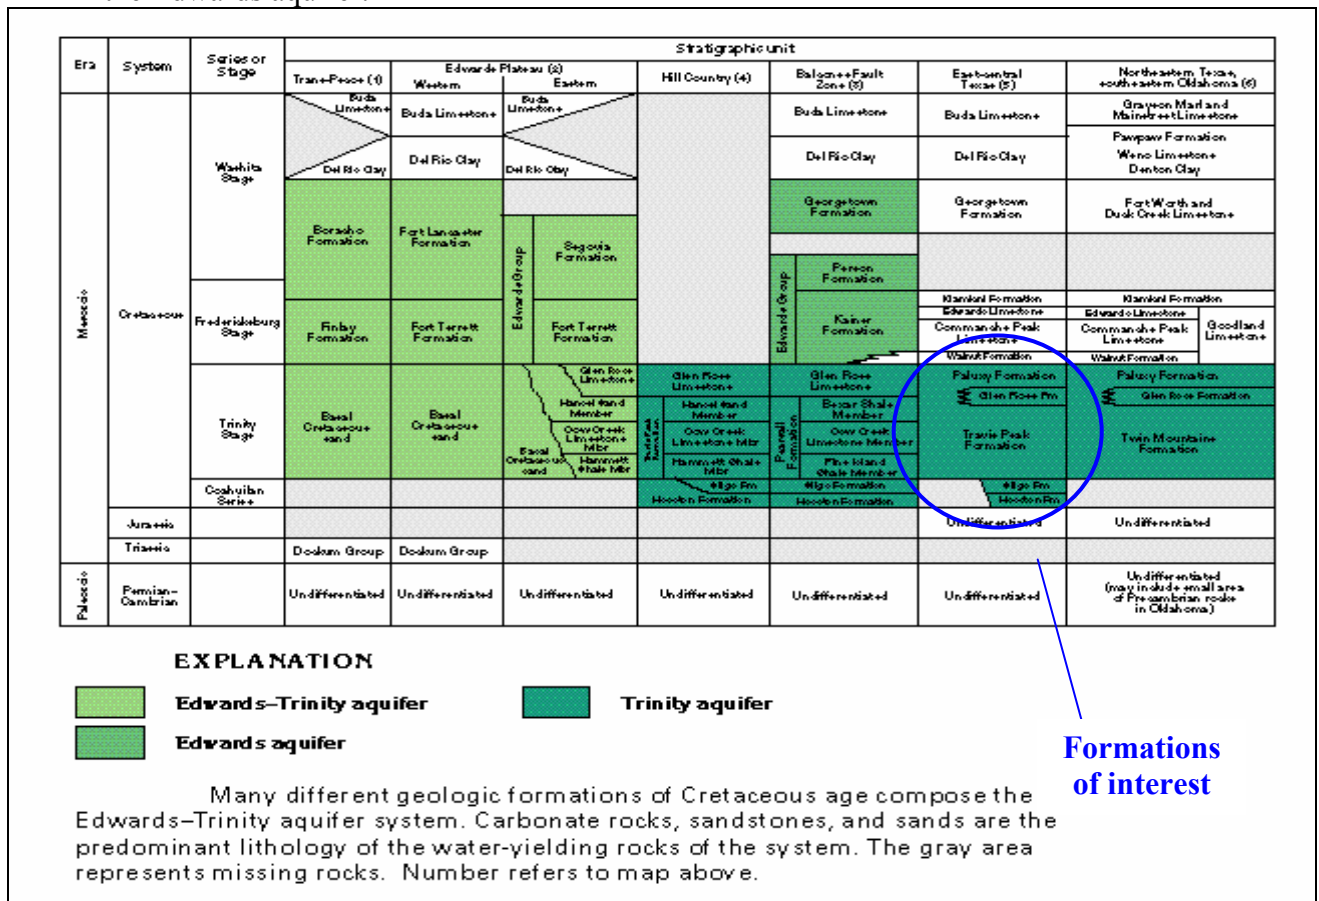 the Edwards aquifer.
Era
System
Series or
Stage
Stratigraphic unit
Trans-Pecos (1)
Edwards Plateau (2)
Western
Eastern
Hill Country (4)
Balcones Fault
Zone (3)
East-central
Texas (5)
Northeastern Texas,
southeastern Oklahoma (6)
Mesozoic
Cretaceous
Washita
Stage
Buda
Limestone
Del Rio Clay
Buda Limestone
Del Rio Clay
Buda
Limestone
Del Rio Clay
Buda Limestone
Del Rio Clay
Buda Limestone
Del Rio Clay
Grayson Marl and
Mainstreet Limestone
Pawpaw Formation
Weno Limestone
Denton Clay
Boracho
Formation
Fort Lancaster
Formation
Edwards Group
Segovia
Formation
Georgetown
Formation
Georgetown
Formation
Fort Worth and
Duck Creek Limestone
Edwards Group
Person
Formation
Fredericksburg
Stage
Finlay
Formation
Fort Terrett
Formation
Fort Terrett
Formation
Kainer
Formation
Kiamichi Formation
Edwards Limestone
Commanche Peak
Limestone
Walnut Formation
Kiamichi Formation
Edwards Limestone
Commanche Peak
Limestone
Walnut Formation
Goodland
Limestone
Trinity
Stage
Basal
Cretaceous
sand
Basal
Cretaceous
sand
Basal
Cretaceous
sand
Glen Rose
Limestone
Hensel Sand
Member
Cow Creek
Limestone Mbr
Hammett
Shale Mbr
Glen Rose
Limestone
Travis Peak
Formation
Hensel Sand
Member
Cow Creek
Limestone Mbr
Hammett Shale
Mbr
Glen Rose
Limestone
Pearsall
Formation
Bexar Shale
Member
Cow Creek
Limestone Member
Pine Island
Shale Member
Paluxy Formation
Glen Rose Fm
Travis Peak
Formation
Paluxy Formation
Glen Rose Formation
Twin Mountains
Formation
Coahuilan
Series
Sligo Fm
Hosston Formation
Sligo Formation
Hosston Formation
Sligo Fm
Hosston Fm
Jurassic
Undifferentiated
Undifferentiated
Triassic
Dockum Group
Dockum Group
Paleozoic
Permian–
Cambrian
Undifferentiated
Undifferentiated
Undifferentiated
Undifferentiated
Undifferentiated
Undifferentiated
Undifferentiated
(may include small area
of Precambrian rocks
in Oklahoma)
EXPLANATION
Edwards–Trinity aquifer
Trinity aquifer
Edwards aquifer
Formations
of interest
Many different geologic formations of Cretaceous age compose the
Edwards–Trinity aquifer system. Carbonate rocks, sandstones, and sands are the
predominant lithology of the water-yielding rocks of the system. The gray area
represents missing rocks. Number refers to map above.